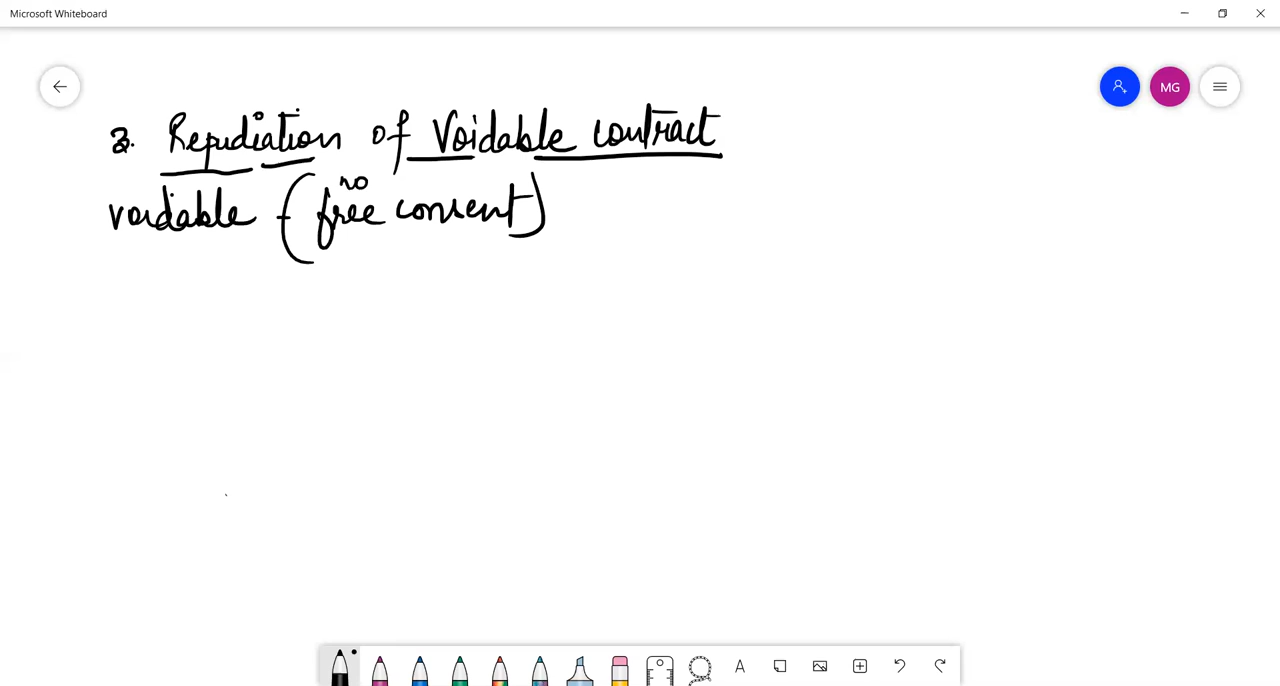 Microsoft Whiteboard
MG
3. Repudiation of Voidable contract
voidable - (no free consent)
A